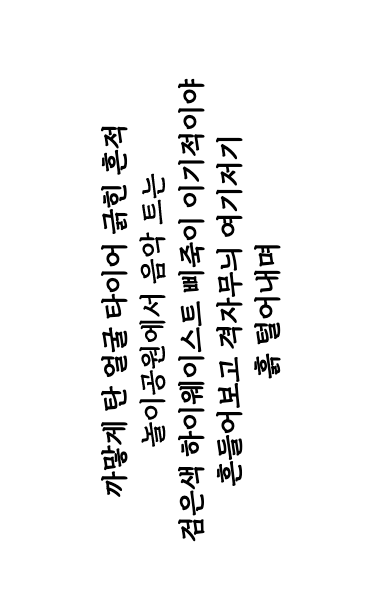 까맣게 탄 얼굴 타이어 긁힌 흔적
놀이공원에서 음악 트는
검은색 하이웨이스트 삐죽이 이기적이야
흔들어보고 격자무늬 여기저기
흙 털어내며